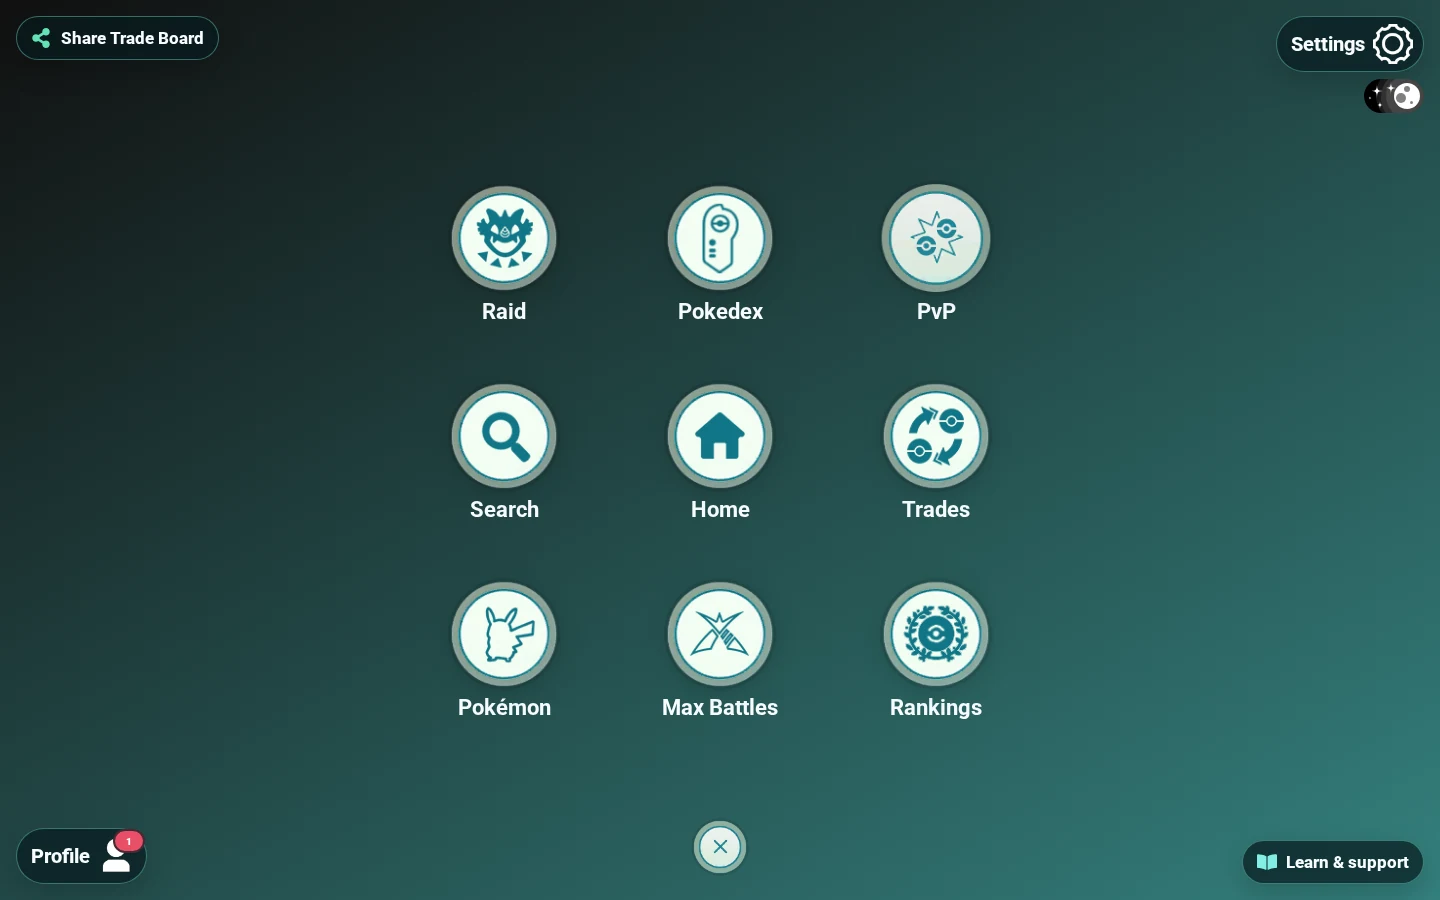 Share Trade Board
Settings
Raid
Pokedex
PvP
Search
Home
Trades
Pokémon
Max Battles
Rankings
Profile
1
Learn & support